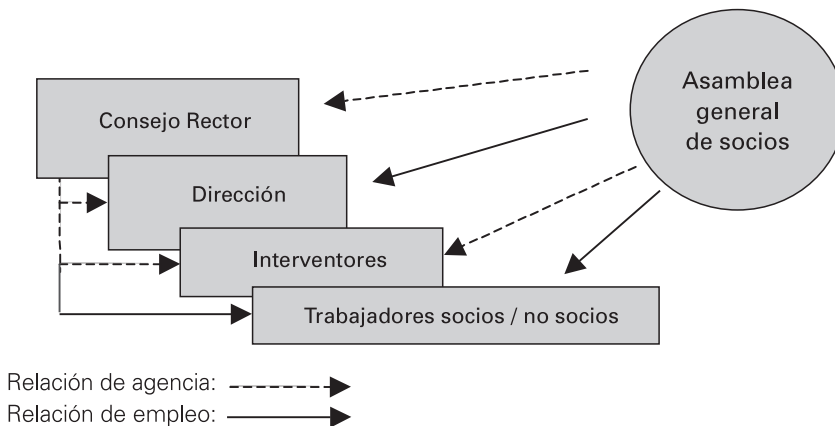 Asamblea
general
de socios
Consejo Rector
Dirección
Interventores
Trabajadores socios / no socios
Relación de agencia:
Relación de empleo: